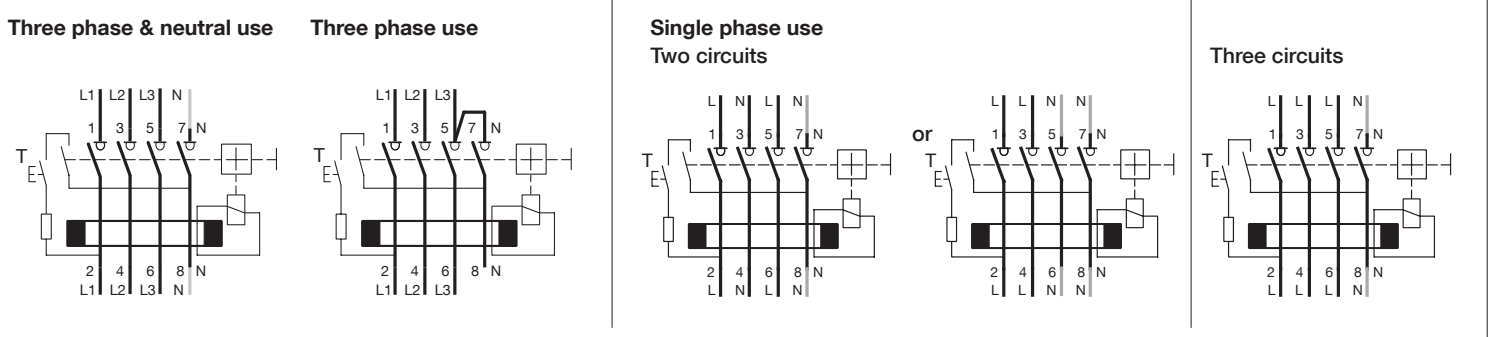 Three phase & neutral use
L1 L2 L3 N
1 3 5 7 N
T
E
2 4 6 8 N
L1 L2 L3 N
Three phase use
L1 L2 L3
1 3 5 7 N
T
E
2 4 6 8 N
L1 L2 L3
Single phase use
Two circuits
L N L N
1 3 5 7 N
T
E
2 4 6 8 N
L N L N
or
L L N N
1 3 5 7 N
T
E
2 4 6 8 N
L L N N
Three circuits
L L L N
1 3 5 7 N
T
E
2 4 6 8 N
L L L N